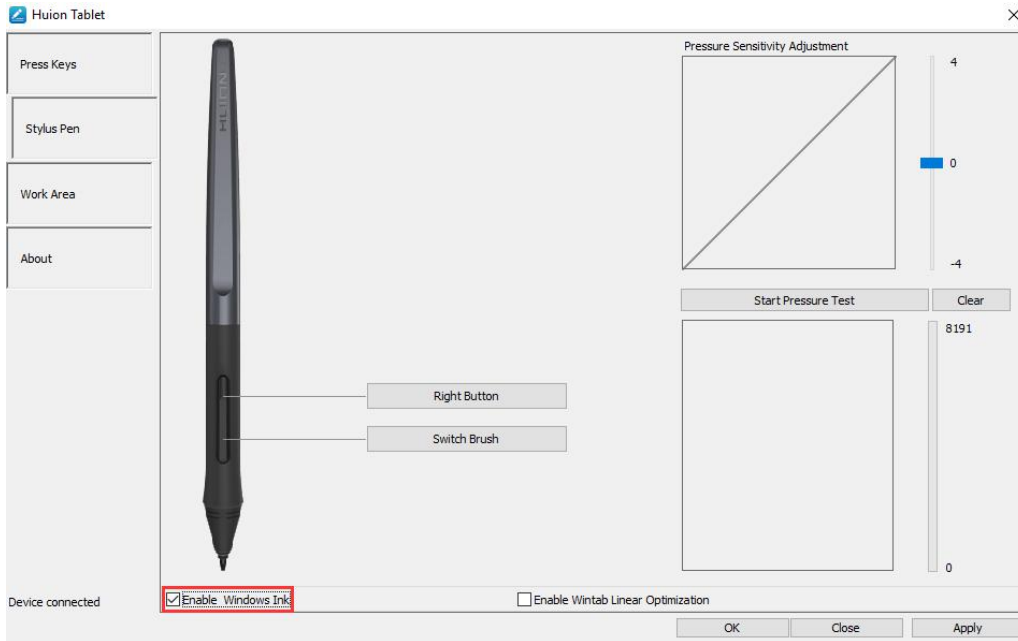 Huion Tablet
Press Keys
Stylus Pen
Work Area
About
Device connected
HUION
Right Button
Switch Brush
Pressure Sensitivity Adjustment
4
0
-4
Start Pressure Test
Clear
8191
0
Enable Windows Ink
Enable Wintab Linear Optimization
OK
Close
Apply